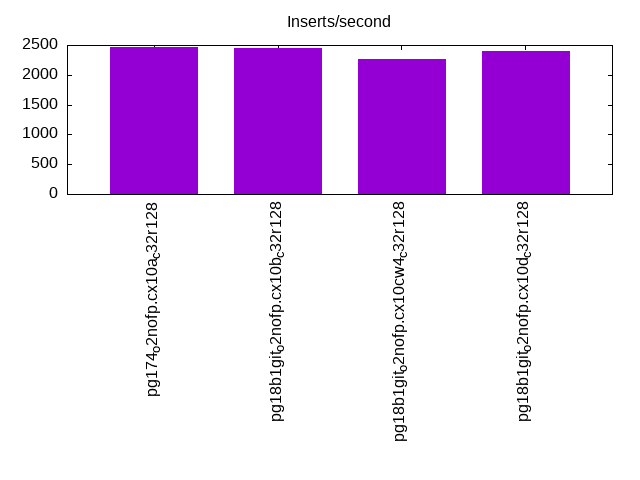 Inserts/second
2500
2000
1500
1000
500
0
pg174o2nofp.cx10ac32r128
pg18b1gito2nofp.cx10bc32r128
pg18b1gito2nofp.cx10cw4c32r128
pg18b1gito2nofp.cx10dc32r128